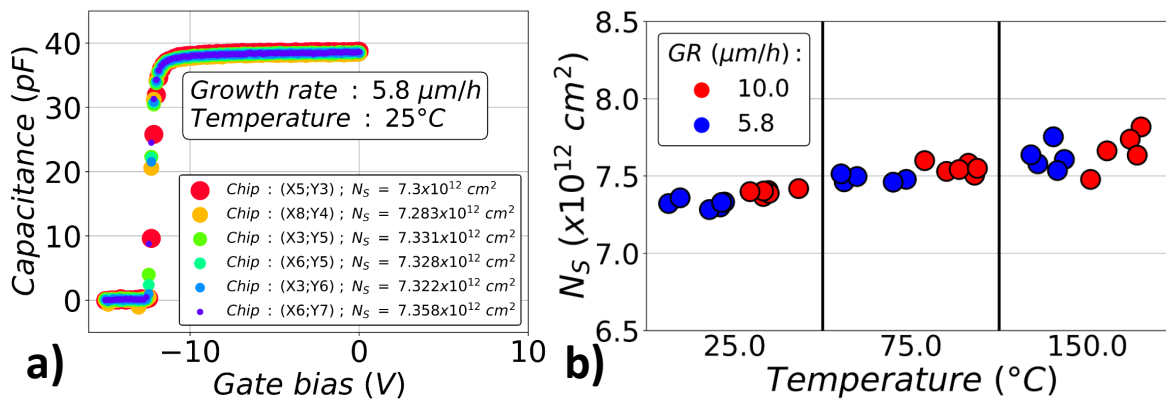 Capacitance (pF)
40
30
20
10
0
Growth rate : 5.8 μm/h
Temperature : 25°C
Chip : (X5;Y3) ; N_S = 7.3x10^12 cm^2
Chip : (X8;Y4) ; N_S = 7.283x10^12 cm^2
Chip : (X3;Y5) ; N_S = 7.331x10^12 cm^2
Chip : (X6;Y5) ; N_S = 7.328x10^12 cm^2
Chip : (X3;Y6) ; N_S = 7.322x10^12 cm^2
Chip : (X6;Y7) ; N_S = 7.358x10^12 cm^2
−10 0 10
Gate bias (V)
a)
N_S (x10^12 cm^2)
8.5
8.0
7.5
7.0
6.5
GR (μm/h) :
10.0
5.8
25.0 75.0 150.0
Temperature (°C)
b)